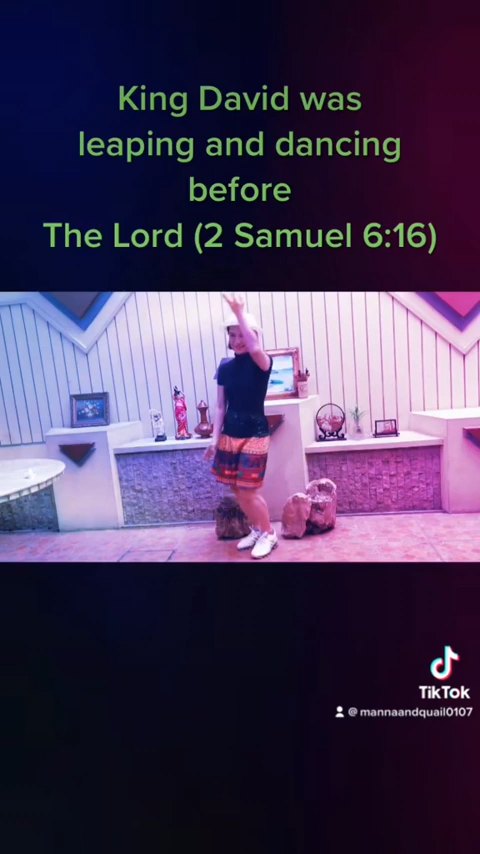 King David was
leaping and dancing
before
The Lord (2 Samuel 6:16)
TikTok
@mannaandquail0107